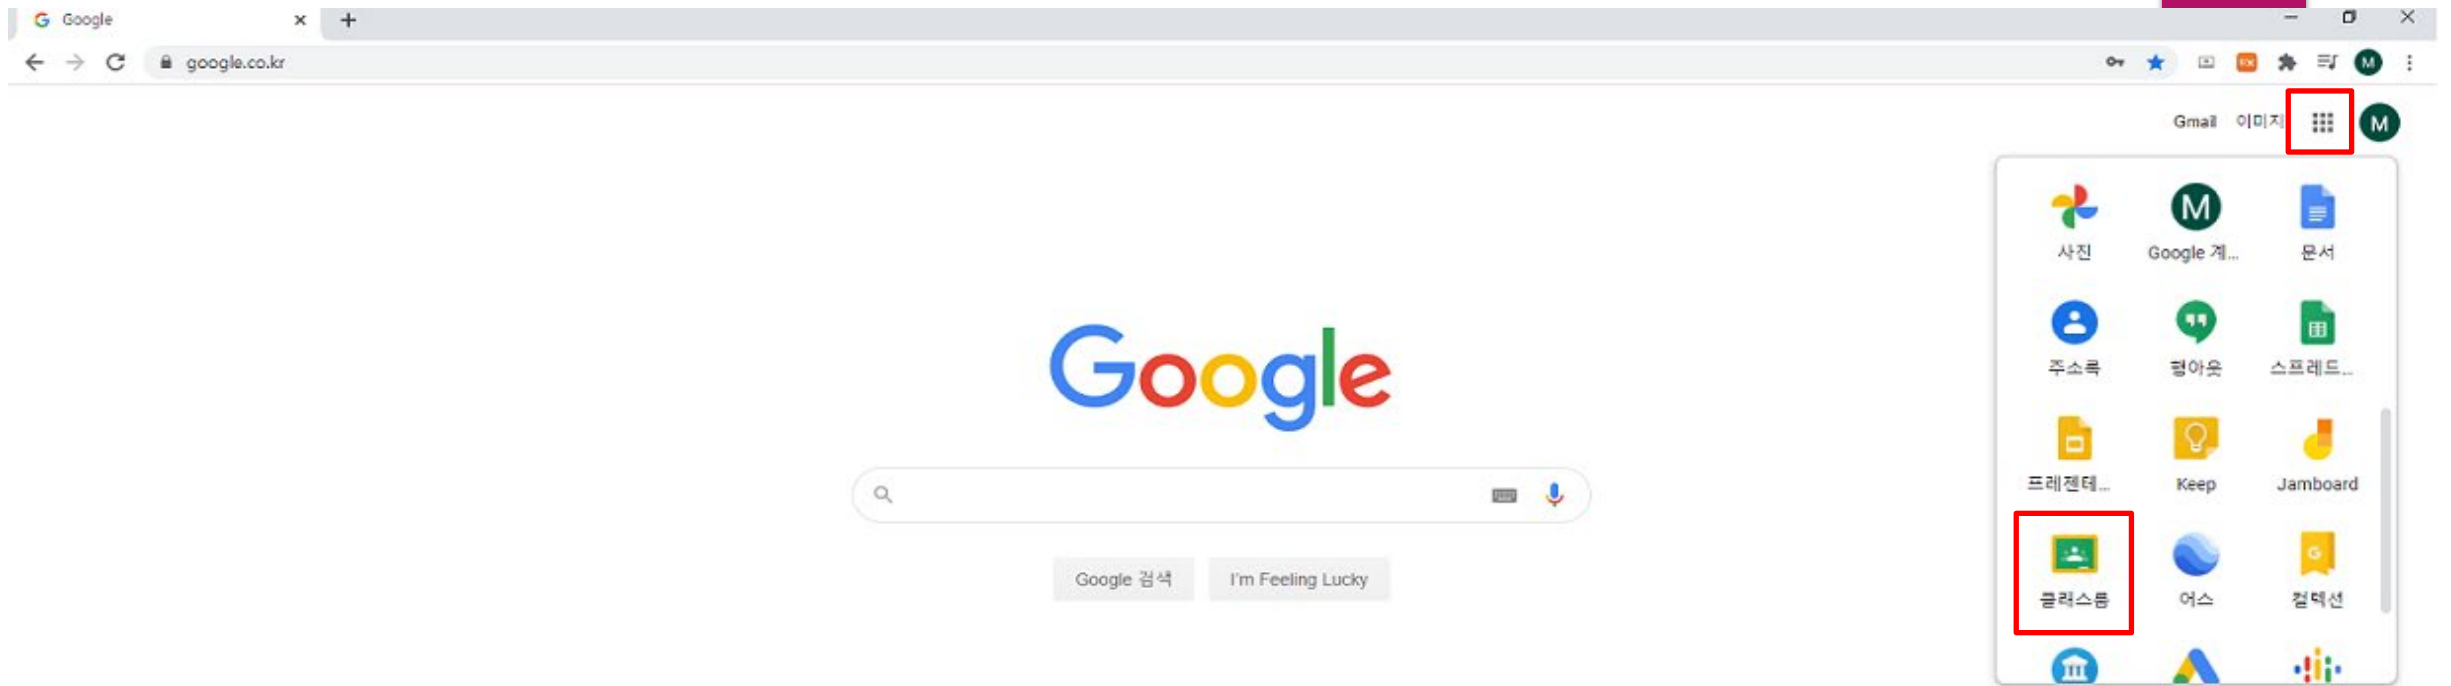 Google
google.co.kr
M
Gmail 이미지 M
M
사진 Google 계... 문서
주소록 행아웃 스프레드...
Google
프레젠테... Keep Jamboard
Google 검색 I'm Feeling Lucky
G
클래스룸 어스 컬렉션